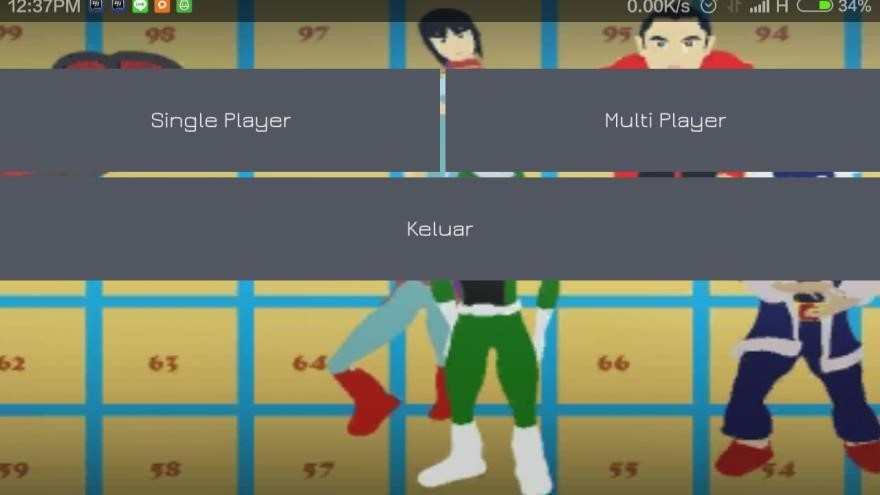 12:37PM 0.00K/s H 34%
99 98 97 95 94
Single Player Multi Player
Keluar
62 63 64 66
59 58 57 55 54